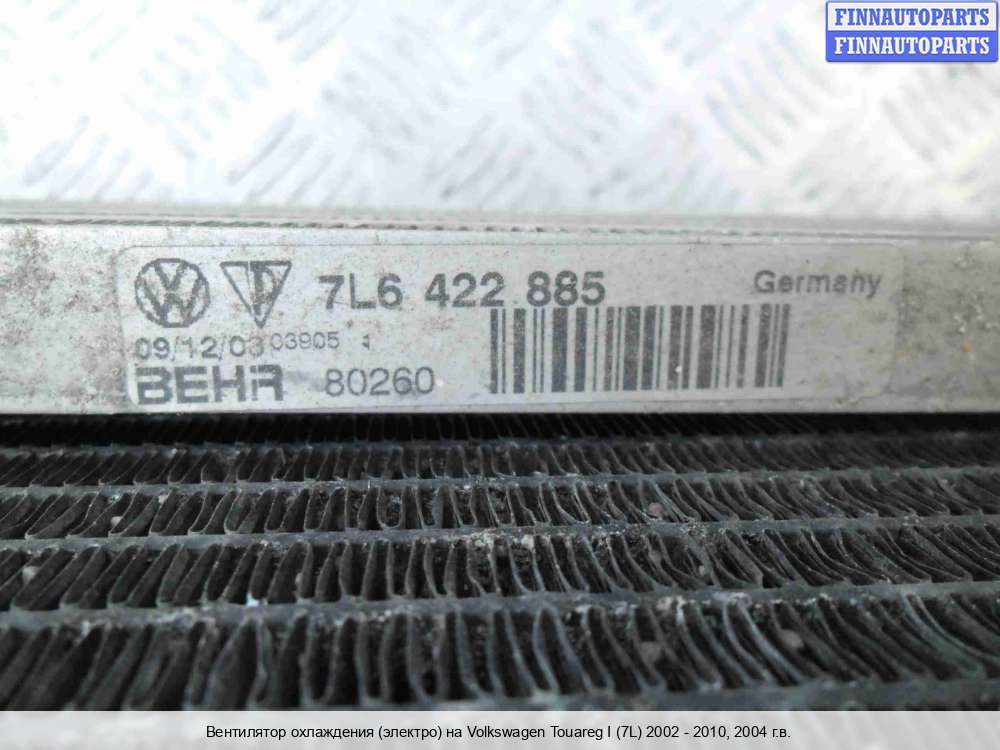 FINNAUTOPARTS
FINNAUTOPARTS
7L6 422 885
Germany
09/12/03 03905 1
BEHR 80260
Вентилятор охлаждения (электро) на Volkswagen Touareg I (7L) 2002 - 2010, 2004 г.в.